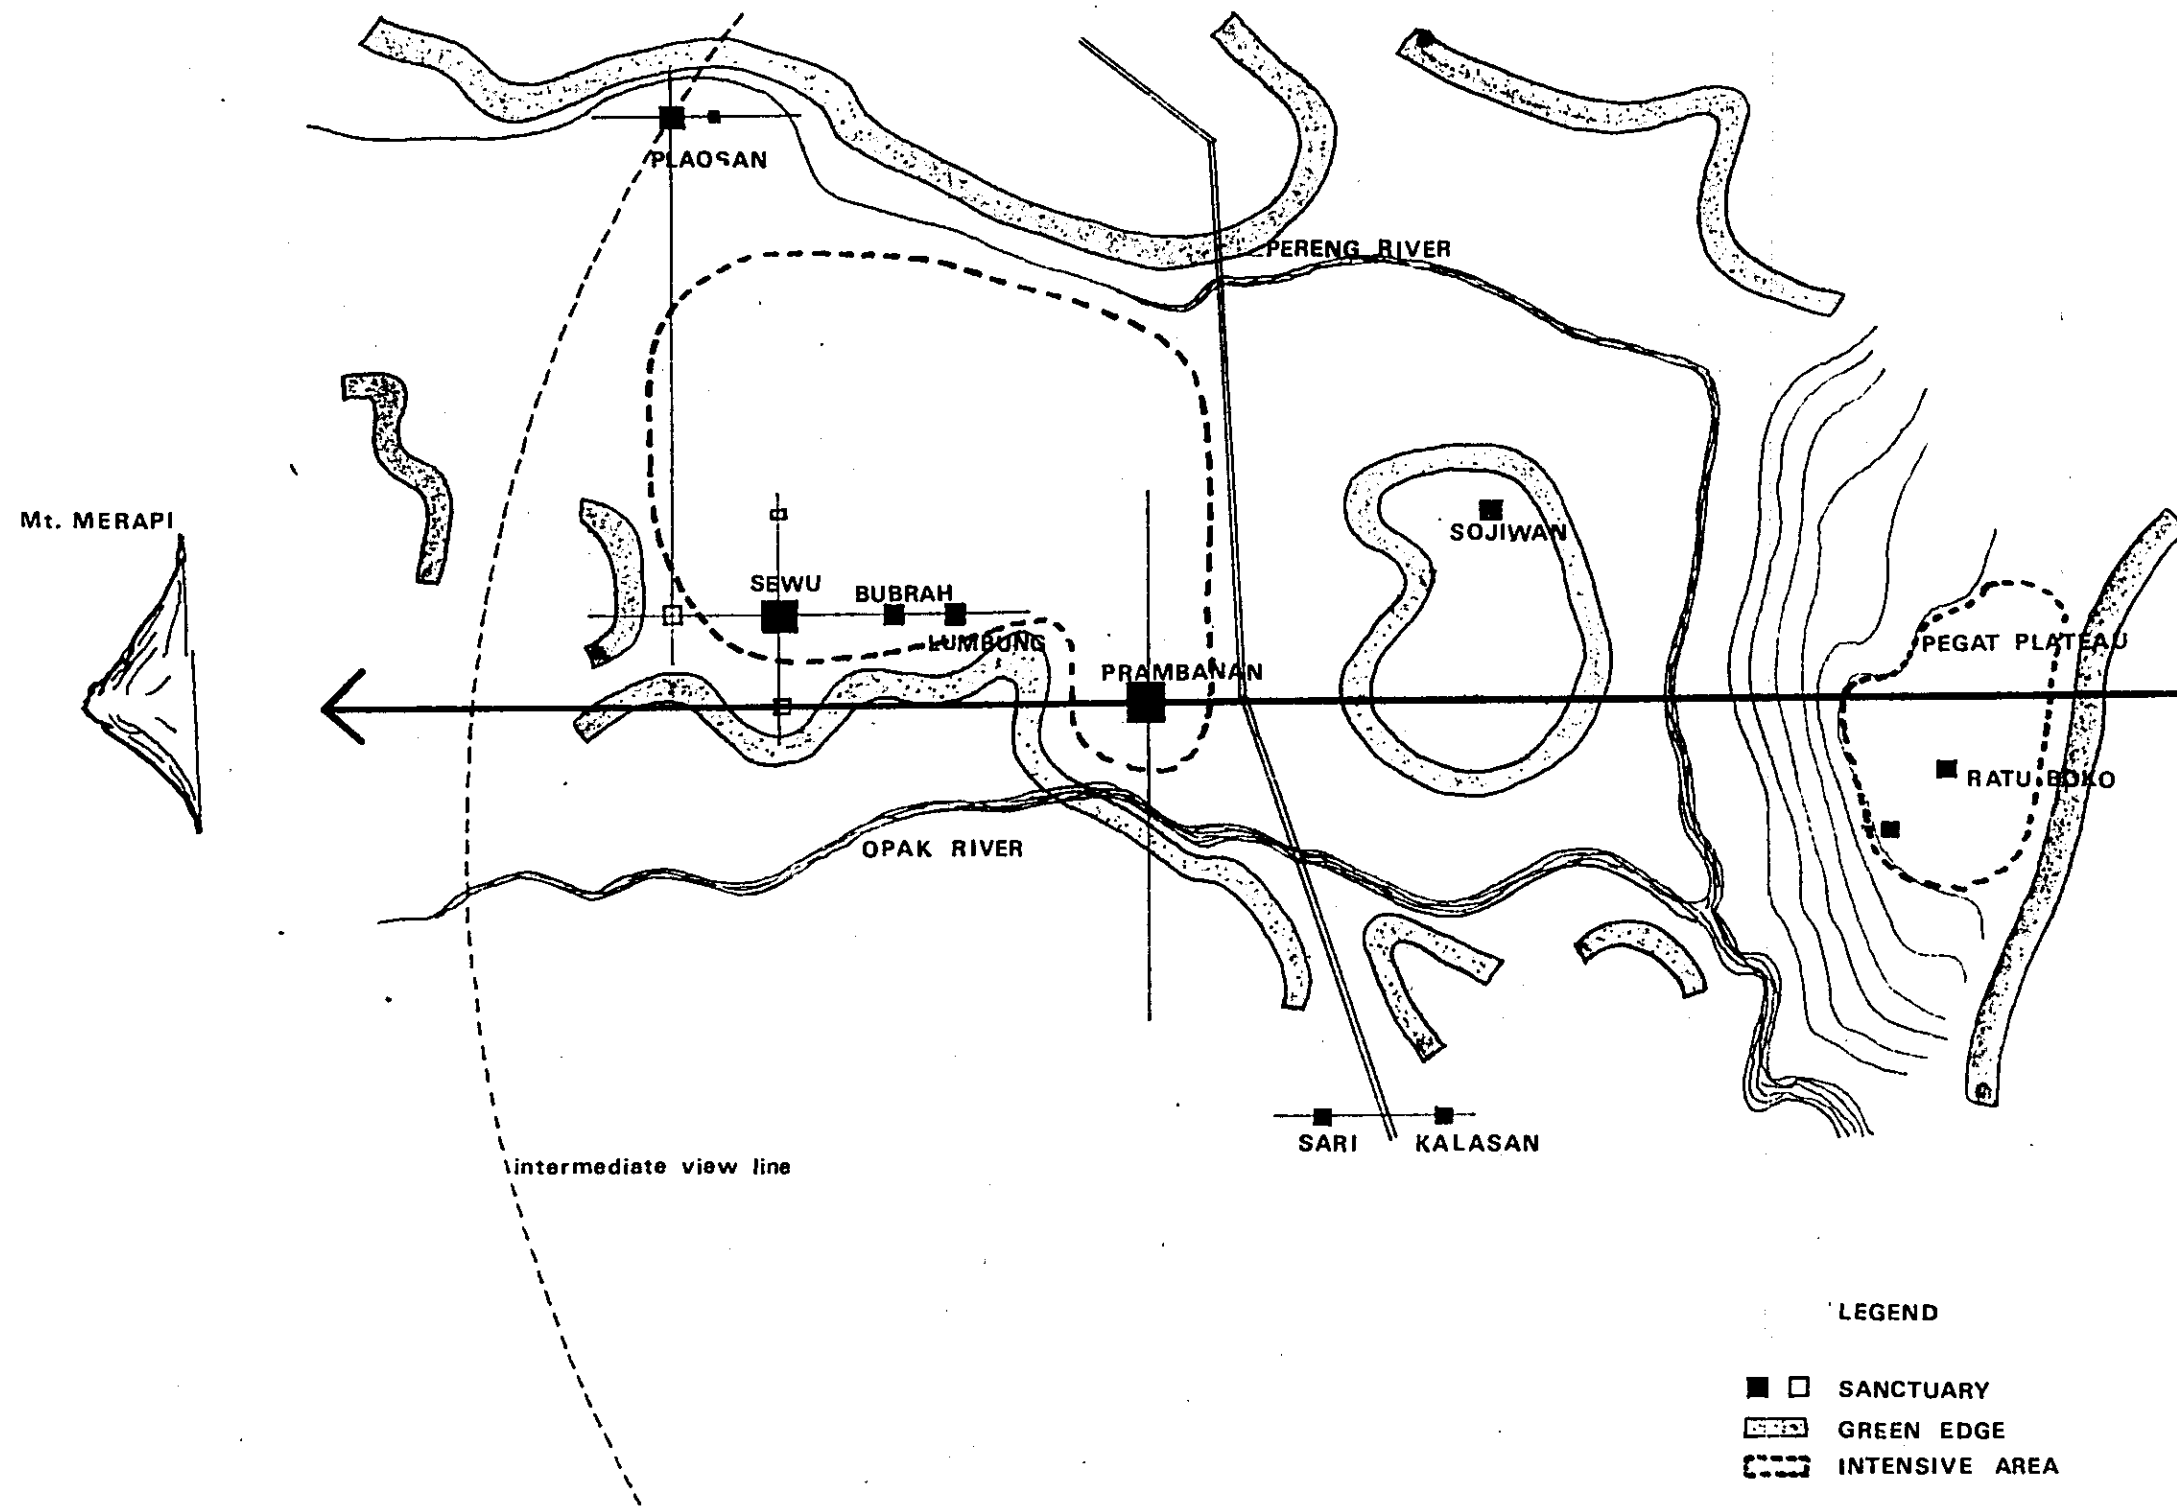 PLAOSAN
PERENG RIVER
Mt. MERAPI
SOJIWAN
SEWU
BUBRAH
LUMBUNG
PEGAT PLATEAU
PRAMBANAN
RATU BOKO
OPAK RIVER
SARI
KALASAN
intermediate view line
LEGEND
SANCTUARY
GREEN EDGE
INTENSIVE AREA